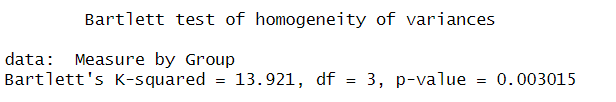 Bartlett test of homogeneity of variances
data:  Measure by Group
Bartlett's K-squared = 13.921, df = 3, p-value = 0.003015